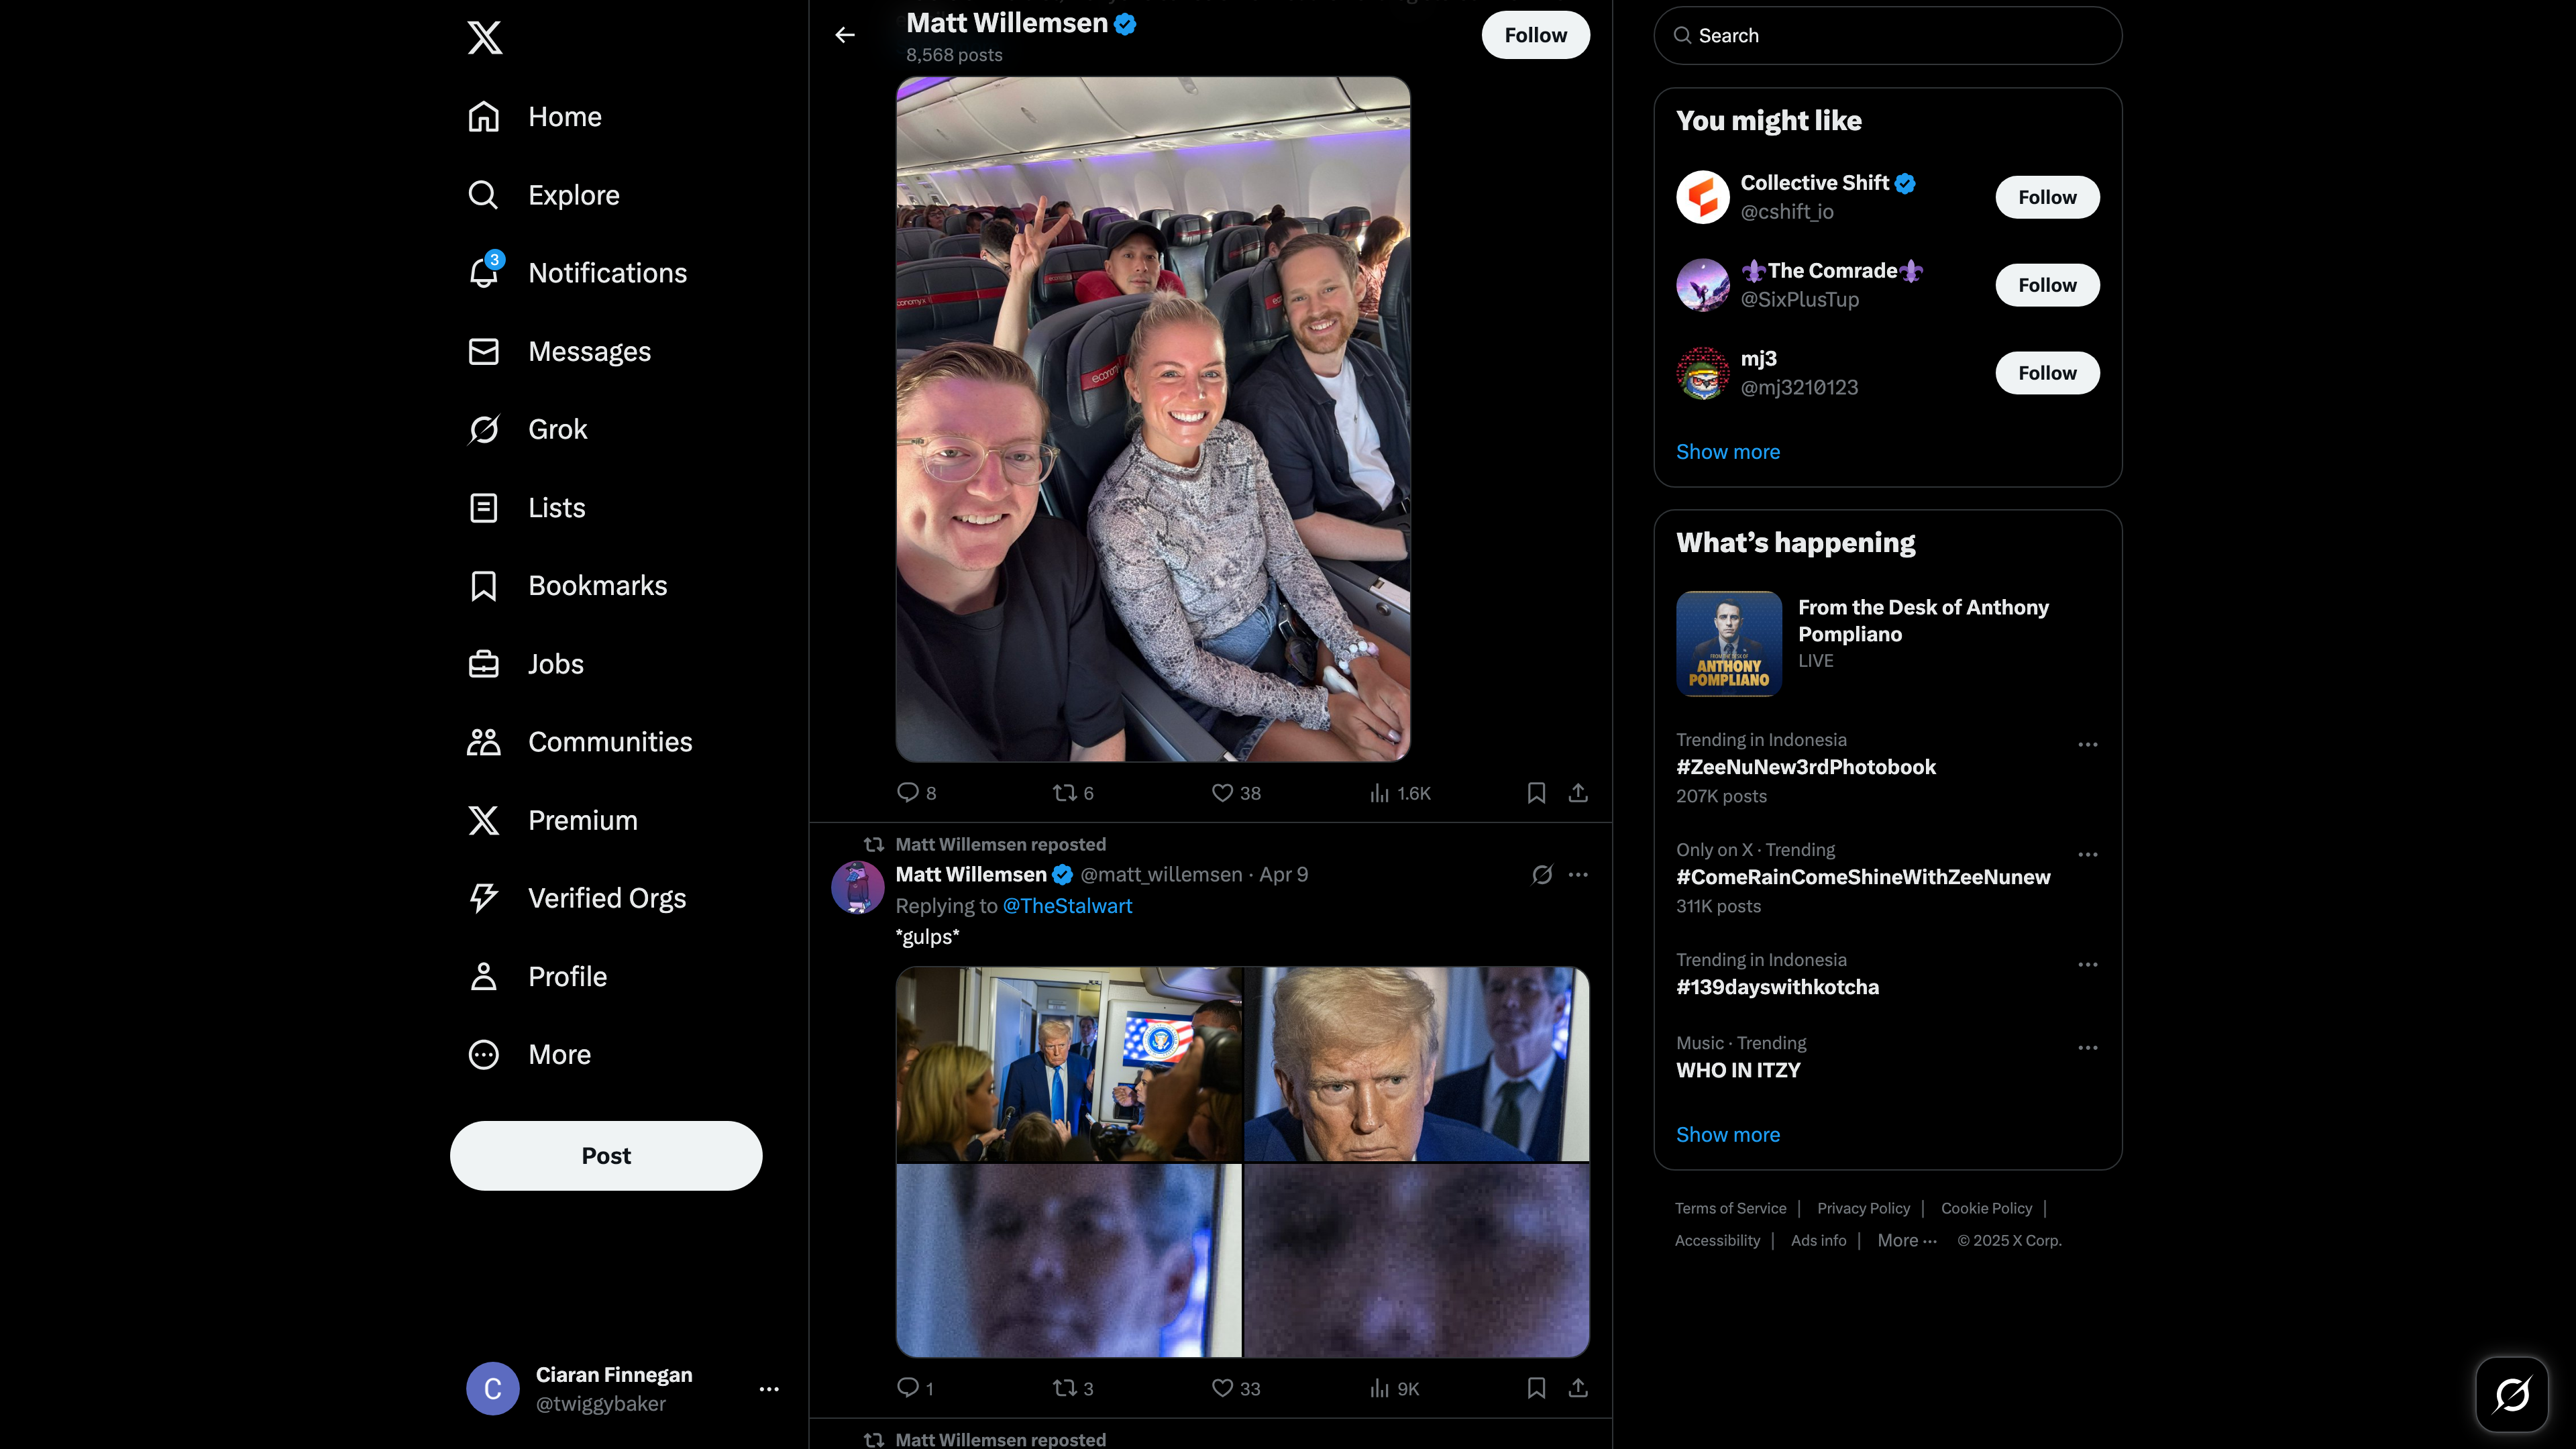 Home
Explore
3
Notifications
Messages
Grok
Lists
Bookmarks
Jobs
Communities
Premium
Verified Orgs
Profile
More
Post
C
Ciaran Finnegan
@twiggybaker
Matt Willemsen
8,568 posts
Follow
economy
8 6 38 1.6K
Matt Willemsen reposted
Matt Willemsen @matt_willemsen · Apr 9
Replying to @TheStalwart
*gulps*
1 3 33 9K
Matt Willemsen reposted
Search
You might like
Collective Shift
@cshift_io
Follow
The Comrade
@SixPlusTup
Follow
mj3
@mj3210123
Follow
Show more
What’s happening
FROM THE DESK OF
ANTHONY
POMPLIANO
From the Desk of Anthony
Pompliano
LIVE
Trending in Indonesia
#ZeeNuNew3rdPhotobook
207K posts
Only on X · Trending
#ComeRainComeShineWithZeeNunew
311K posts
Trending in Indonesia
#139dayswithkotcha
Music · Trending
WHO IN ITZY
Show more
Terms of Service | Privacy Policy | Cookie Policy |
Accessibility | Ads info | More ··· © 2025 X Corp.